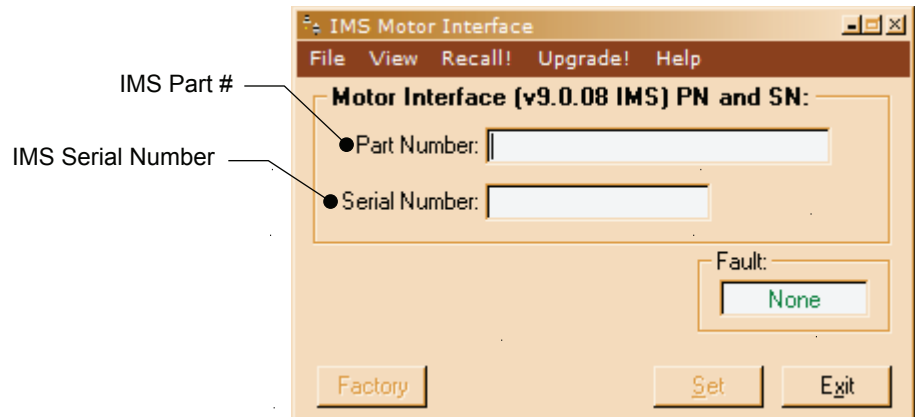 IMS Motor Interface
File View Recall! Upgrade! Help
IMS Part #
Motor Interface (v9.0.08 IMS) PN and SN:
Part Number:
IMS Serial Number
Serial Number:
Fault:
None
Factory
Set
Exit